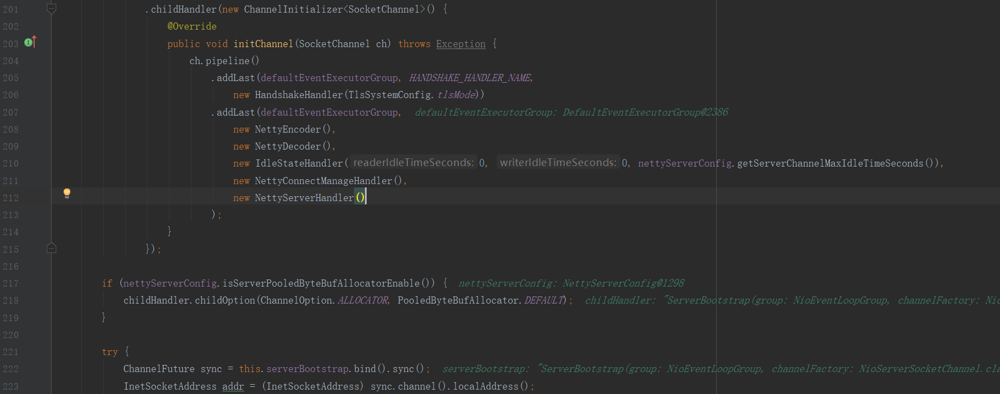 201 .childHandler(new ChannelInitializer<SocketChannel>() {
202 @Override
203 public void initChannel(SocketChannel ch) throws Exception {
204 ch.pipeline()
205 .addLast(defaultEventExecutorGroup, HANDSHAKE_HANDLER_NAME,
206 new HandshakeHandler(TlsSystemConfig.tlsMode))
207 .addLast(defaultEventExecutorGroup, defaultEventExecutorGroup: DefaultEventExecutorGroup@2386
208 new NettyEncoder(),
209 new NettyDecoder(),
210 new IdleStateHandler( readerIdleTimeSeconds: 0, writerIdleTimeSeconds: 0, nettyServerConfig.getServerChannelMaxIdleTimeSeconds()),
211 new NettyConnectManageHandler(),
212 new NettyServerHandler()
213 );
214 }
215 });
216
217 if (nettyServerConfig.isServerPooledByteBufAllocatorEnable()) { nettyServerConfig: NettyServerConfig@1298
218 childHandler.childOption(ChannelOption.ALLOCATOR, PooledByteBufAllocator.DEFAULT); childHandler: "ServerBootstrap(group: NioEventLoopGroup, channelFactory: Nio
219 }
220
221 try {
222 ChannelFuture sync = this.serverBootstrap.bind().sync(); serverBootstrap: "ServerBootstrap(group: NioEventLoopGroup, channelFactory: NioServerSocketChannel.cla
223 InetSocketAddress addr = (InetSocketAddress) sync.channel().localAddress();